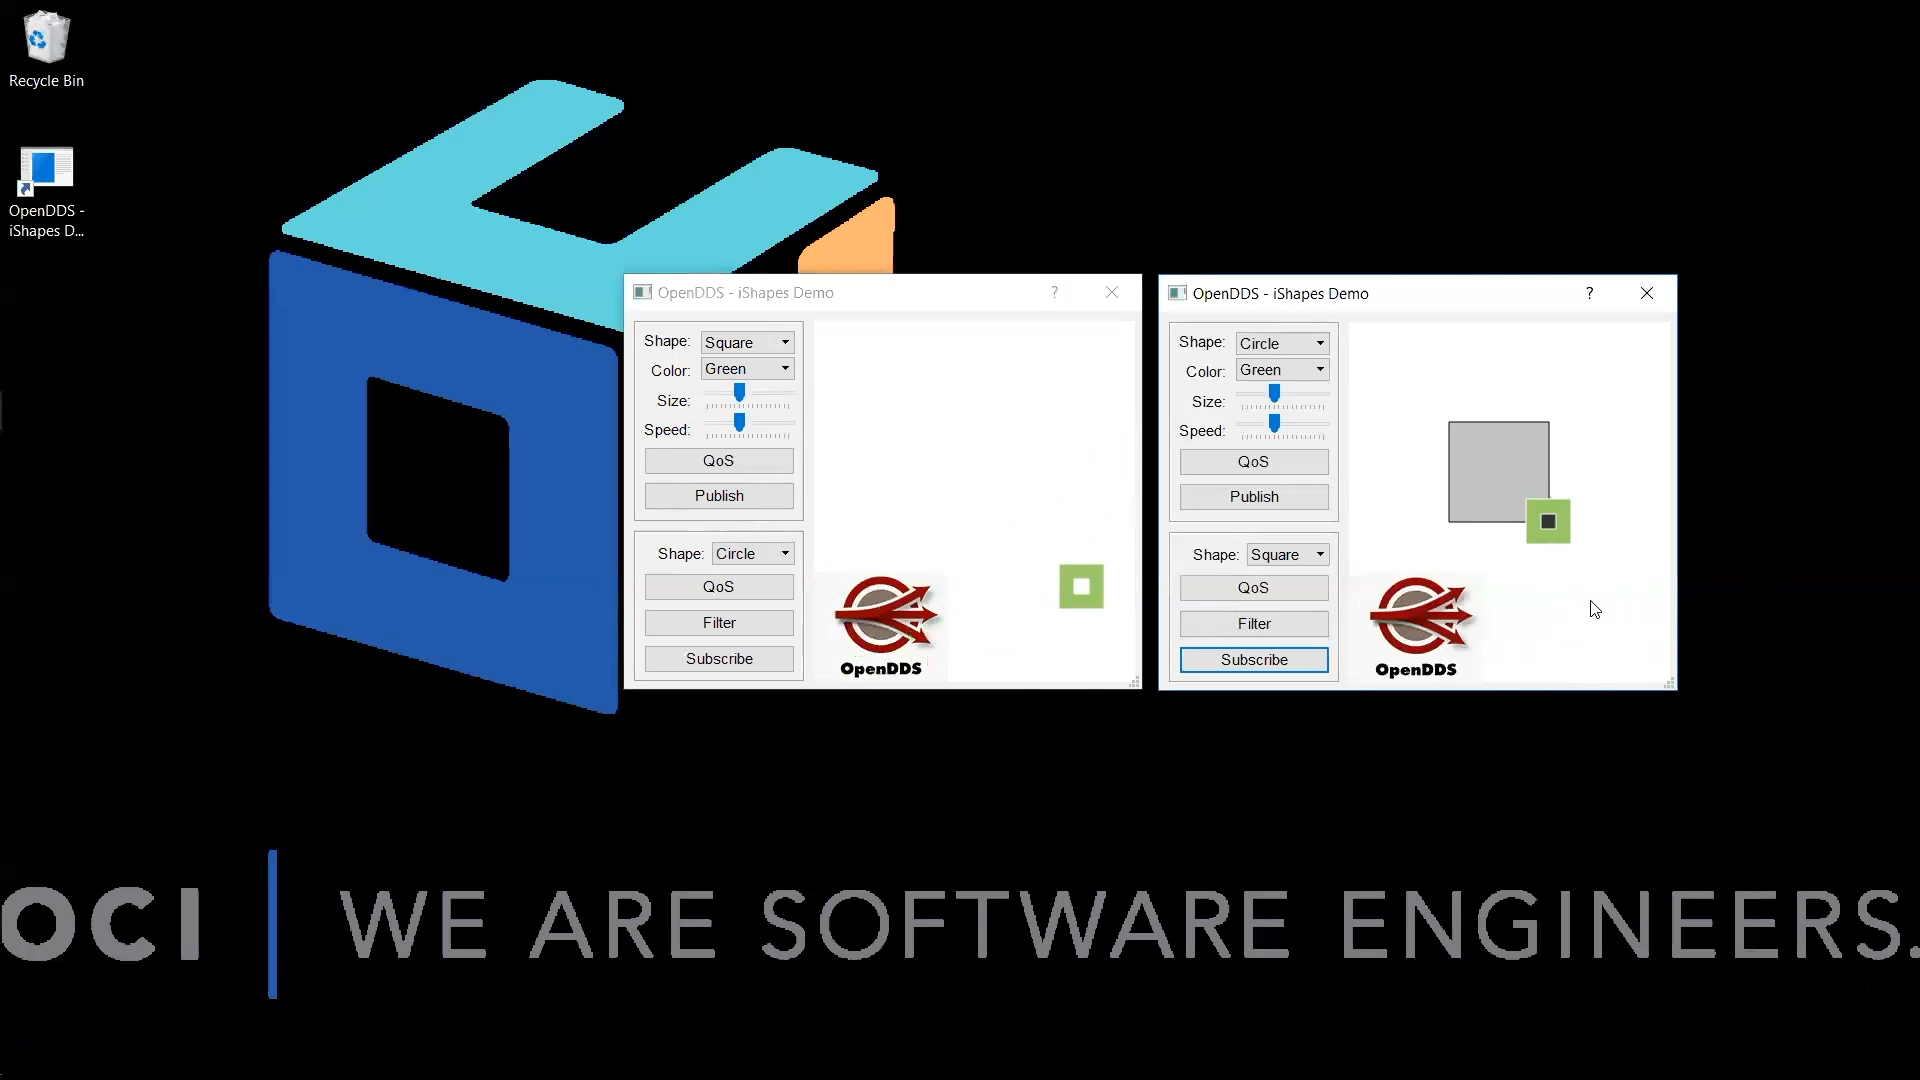 Recycle Bin
OpenDDS -
iShapes D...
OpenDDS - iShapes Demo
?
Shape: Square
Color: Green
Size:
Speed:
QoS
Publish
Shape: Circle
QoS
Filter
Subscribe
OpenDDS
OpenDDS - iShapes Demo
?
Shape: Circle
Color: Green
Size:
Speed:
QoS
Publish
Shape: Square
QoS
Filter
Subscribe
OpenDDS
OCI WE ARE SOFTWARE ENGINEERS.